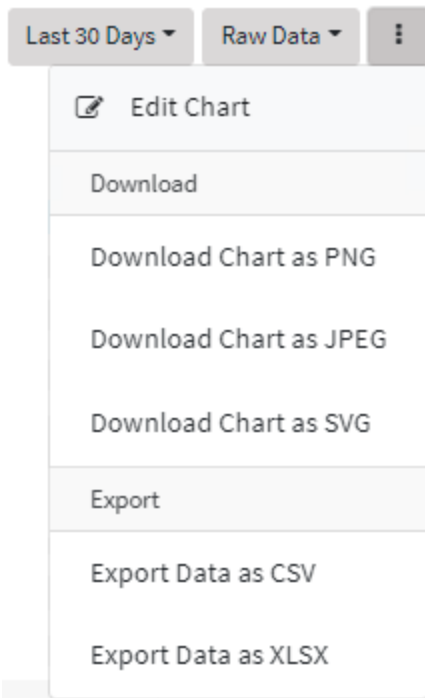 Last 30 Days Raw Data
Edit Chart
Download
Download Chart as PNG
Download Chart as JPEG
Download Chart as SVG
Export
Export Data as CSV
Export Data as XLSX